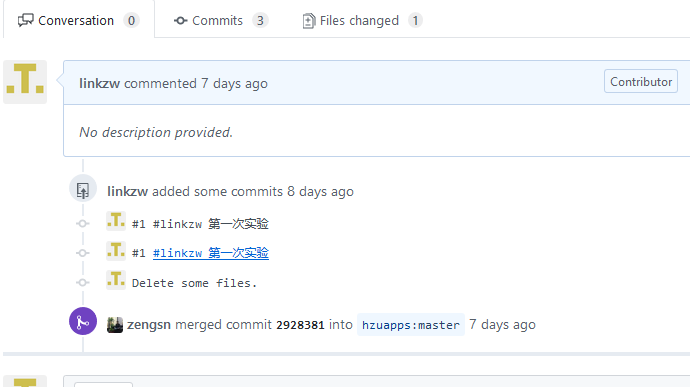 Conversation 0 Commits 3 Files changed 1
linkzw commented 7 days ago Contributor
No description provided.
linkzw added some commits 8 days ago
#1 #linkzw 第一次实验
#1 #linkzw 第一次实验
Delete some files.
zengsn merged commit 2928381 into hzuapps:master 7 days ago